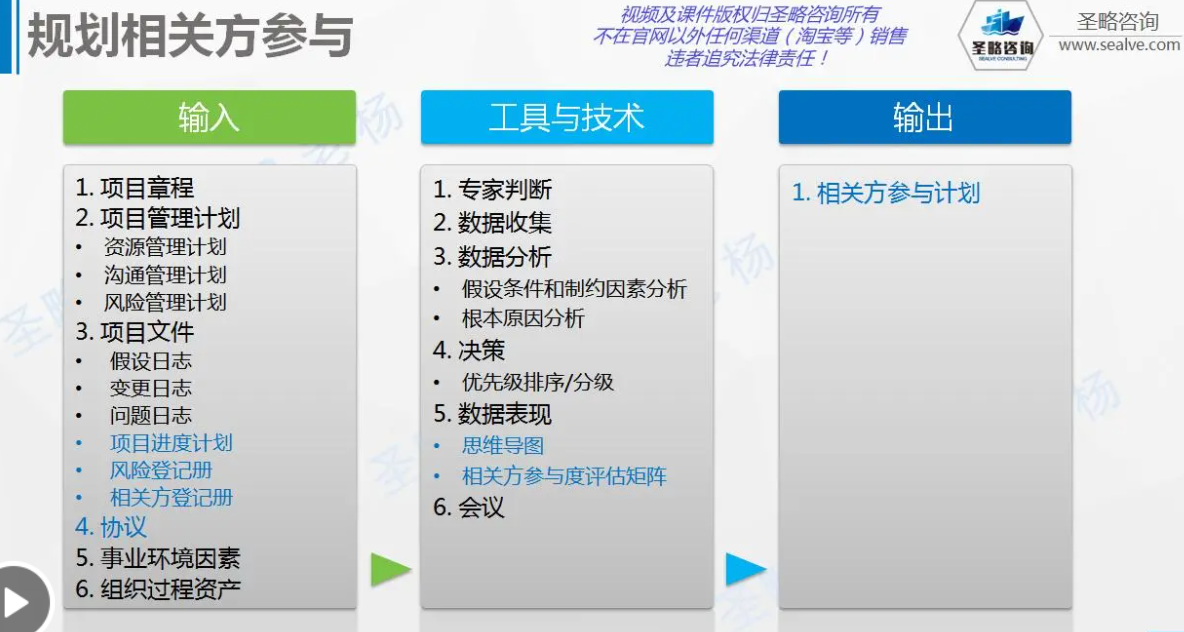 规划相关方参与
视频及课件版权归圣略咨询所有
不在官网以外任何渠道（淘宝等）销售
违者追究法律责任！
圣略咨询
SEALVE CONSULTING
圣略咨询
www.sealve.com
输入
1. 项目章程
2. 项目管理计划
• 资源管理计划
• 沟通管理计划
• 风险管理计划
3. 项目文件
• 假设日志
• 变更日志
• 问题日志
• 项目进度计划
• 风险登记册
• 相关方登记册
4. 协议
5. 事业环境因素
6. 组织过程资产
工具与技术
1. 专家判断
2. 数据收集
3. 数据分析
• 假设条件和制约因素分析
• 根本原因分析
4. 决策
• 优先级排序/分级
5. 数据表现
• 思维导图
• 相关方参与度评估矩阵
6. 会议
输出
1. 相关方参与计划
杨
杨
杨